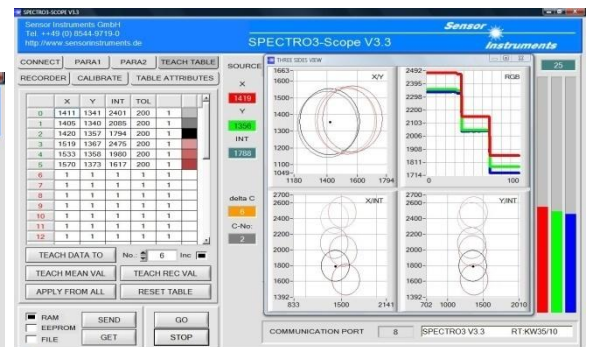 SPECTRO3-SCOPE V3.3
Sensor Instruments GmbH
Tel. ++49 (0) 8544-9719-0
http://www.sensorinstruments.de
SPECTRO3-Scope V3.3
Sensor
Instruments
CONNECT PARA1 PARA2 TEACH TABLE
RECORDER CALIBRATE TABLE ATTRIBUTES
X Y INT TOL
0 1411 1341 2401 200 1
1 1405 1340 2085 200 1
2 1420 1357 1794 200 1
3 1519 1367 2475 200 1
4 1533 1358 1980 200 1
5 1570 1373 1617 200 1
6 1 1 1 1 1
7 1 1 1 1 1
8 1 1 1 1 1
9 1 1 1 1 1
10 1 1 1 1 1
11 1 1 1 1 1
12 1 1 1 1 1
TEACH DATA TO No.: 6 Inc
TEACH MEAN VAL TEACH REC VAL
APPLY FROM ALL RESET TABLE
RAM
EEPROM
FILE
SEND GO
GET STOP
SOURCE
X
1419
Y
1356
INT
1788
delta C
6
C-No:
2
THREE SIDES VIEW
X/Y
1663
1600
1500
1400
1300
1200
1100
1049
1180 1400 1600 1794
RGB
2492
2400
2298
2200
2103
2006
1908
1811
1714
0 100
X/INT
2700
2600
2400
2200
2000
1800
1600
1392
833 1500 2141
Y/INT
2700
2600
2400
2200
2000
1800
1600
1392
702 1000 1500 2010
25
COMMUNICATION PORT 8 SPECTRO3 V3.3 RT:KW35/10